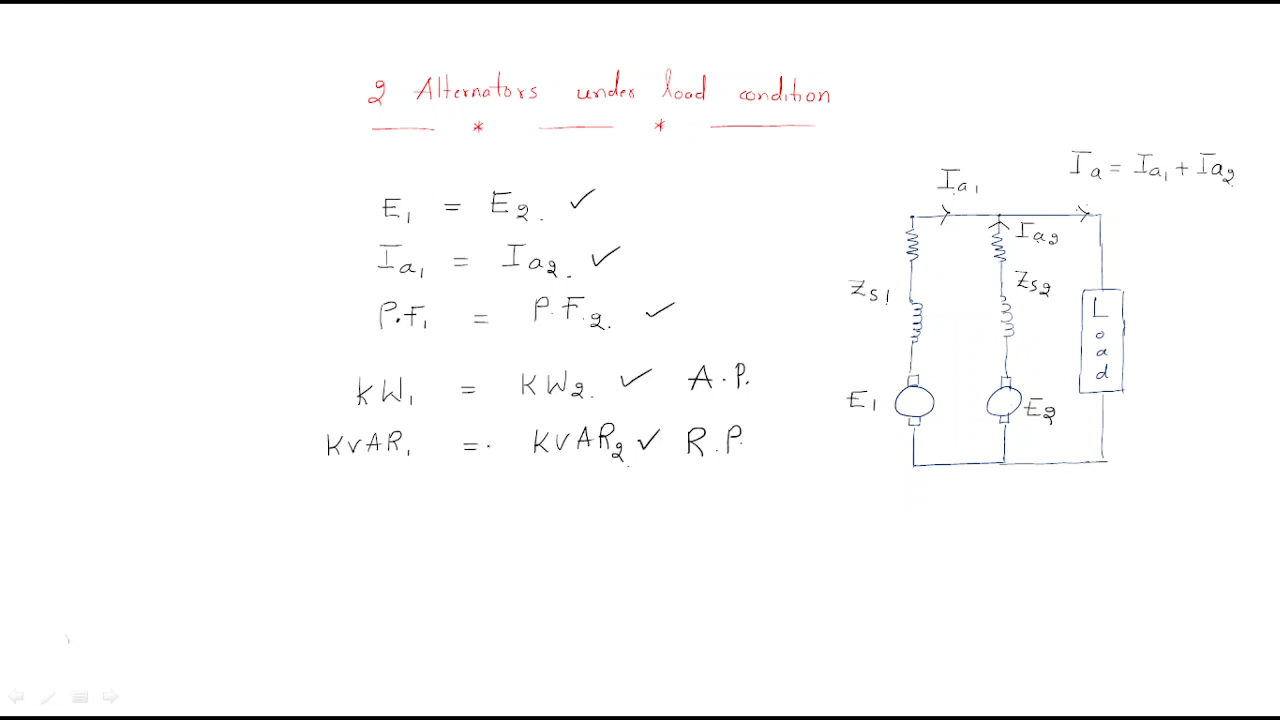 2 Alternators under load condition
E1 = E2.
Ia1 = Ia2.
P.F1 = P.F2.
KW1 = KW2. A.P.
KVAR1 = KVAR2 R.P.
Ia = Ia1 + Ia2
Ia1
Ia2
Zs1
Zs2
E1
E2
Load